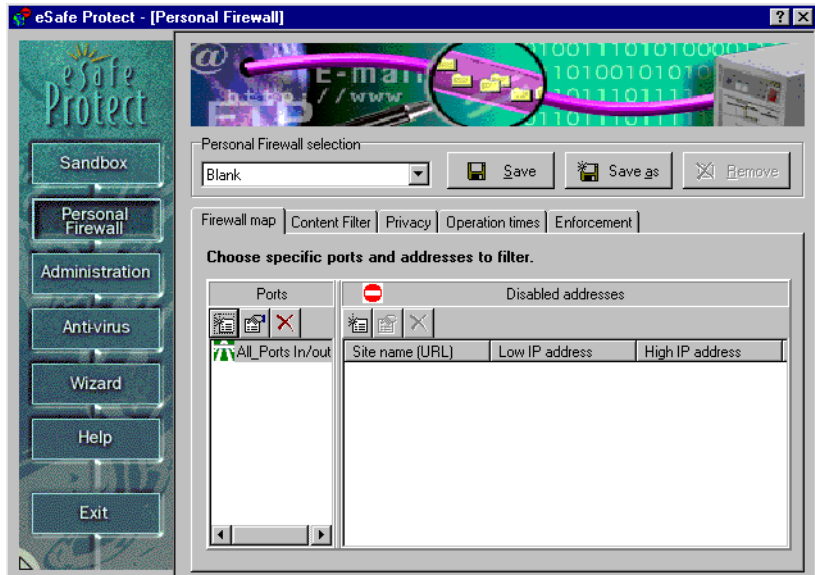 eSafe Protect - [Personal Firewall]
eSafe
Protect
Sandbox
Personal
Firewall
Administration
Anti-virus
Wizard
Help
Exit
@
E-mail
http://www
Personal Firewall selection
Blank
Save
Save as
Remove
Firewall map
Content Filter
Privacy
Operation times
Enforcement
Choose specific ports and addresses to filter.
Ports
Disabled addresses
All_Ports In/out
Site name (URL)
Low IP address
High IP address